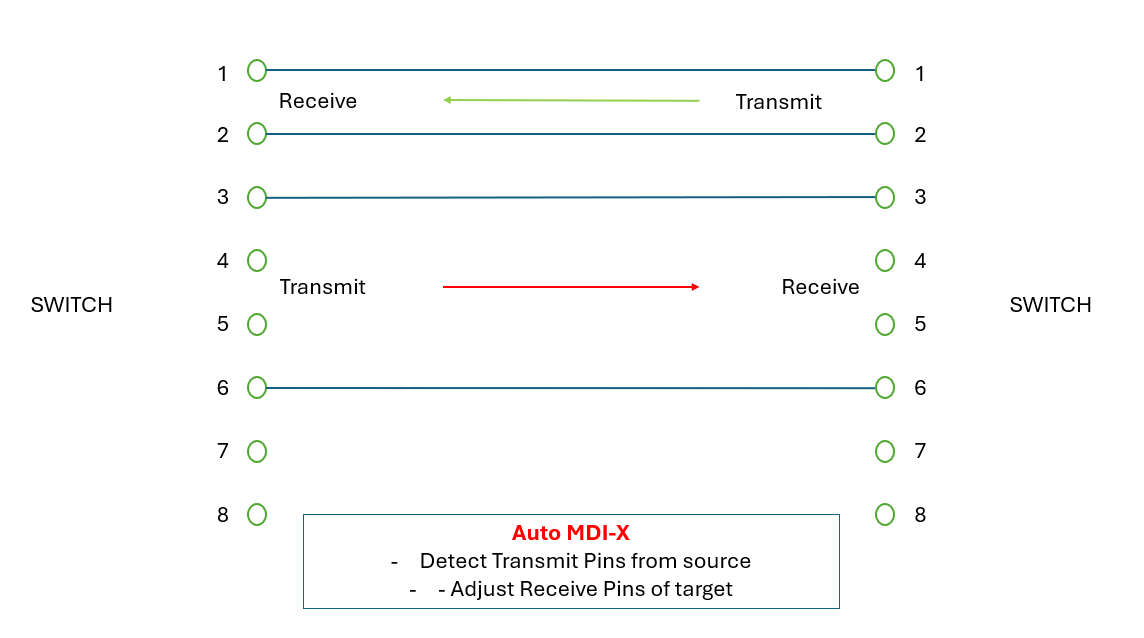 1 1
Receive Transmit
2 2
3 3
4 4
Transmit Receive
SWITCH SWITCH
5 5
6 6
7 7
8 8
Auto MDI-X
- Detect Transmit Pins from source
- - Adjust Receive Pins of target